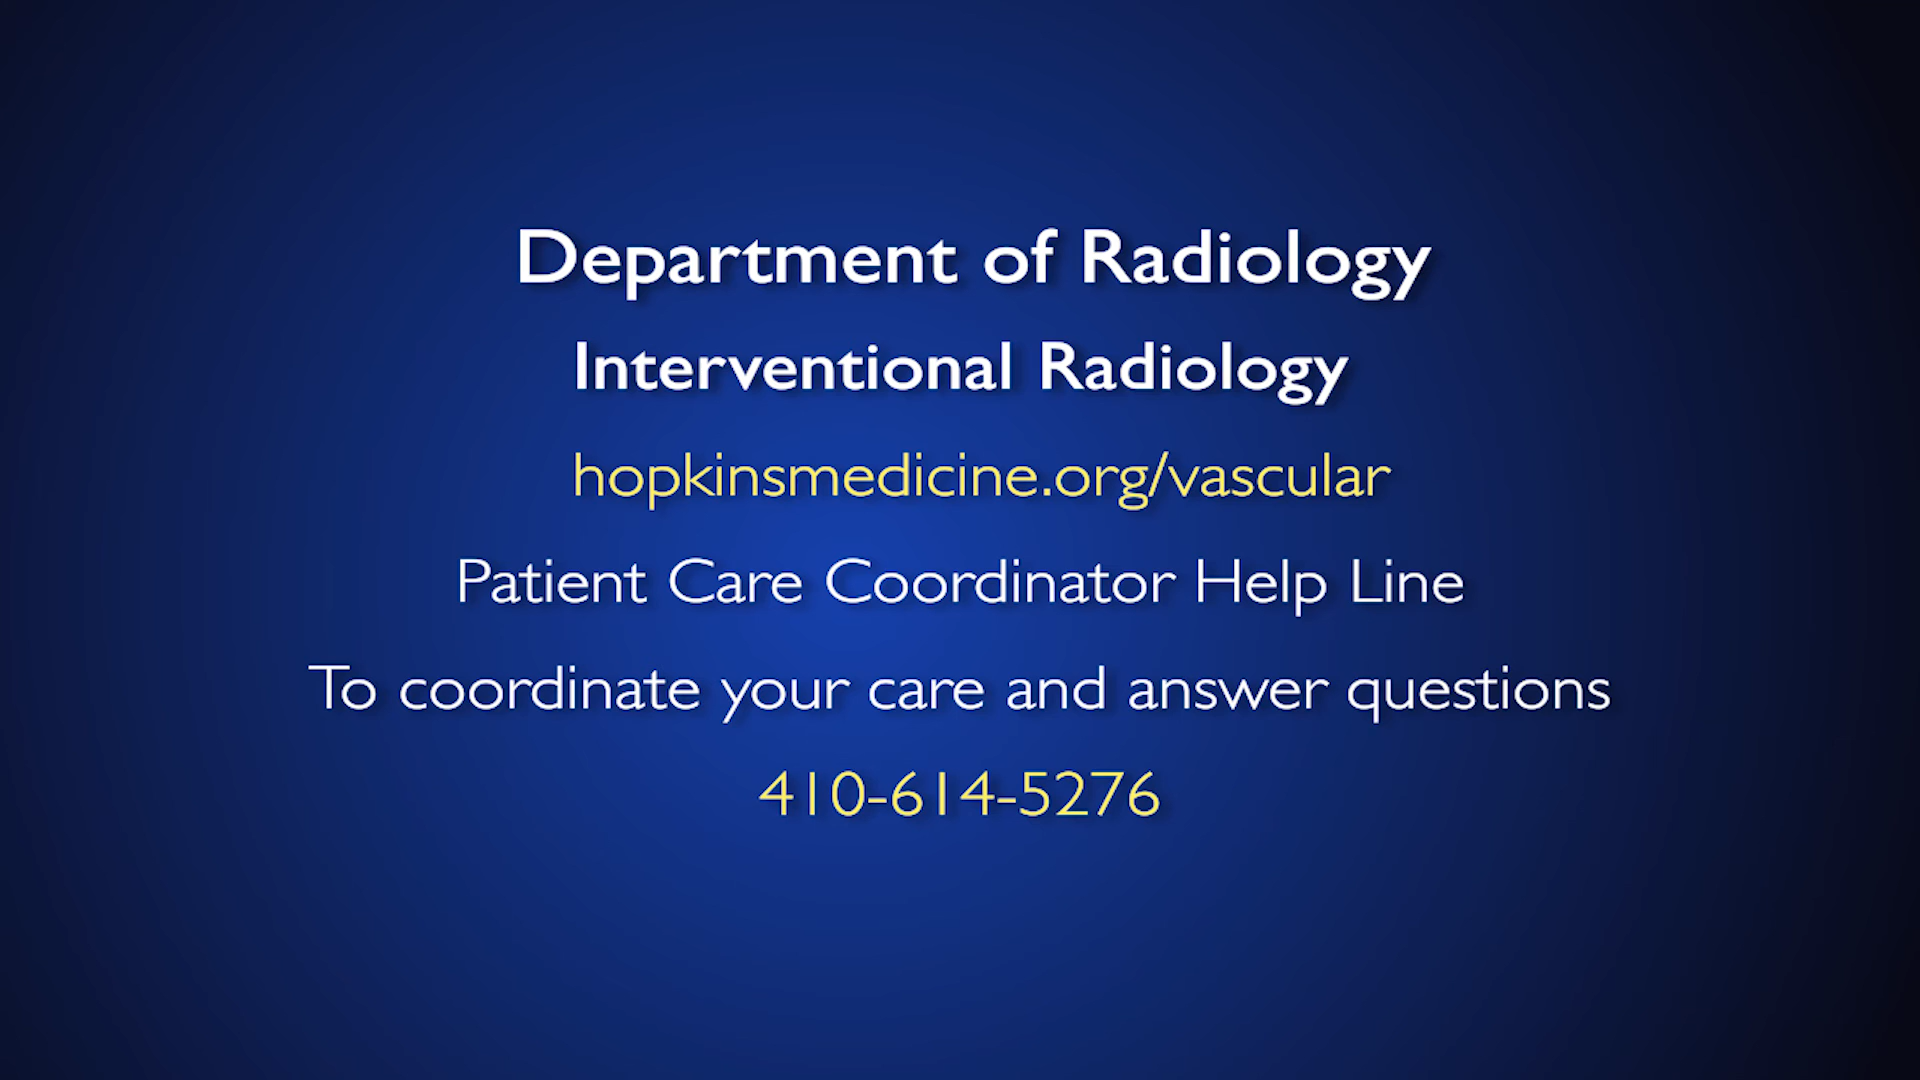 Department of Radiology
Interventional Radiology
hopkinsmedicine.org/vascular
Patient Care Coordinator Help Line
To coordinate your care and answer questions
410-614-5276